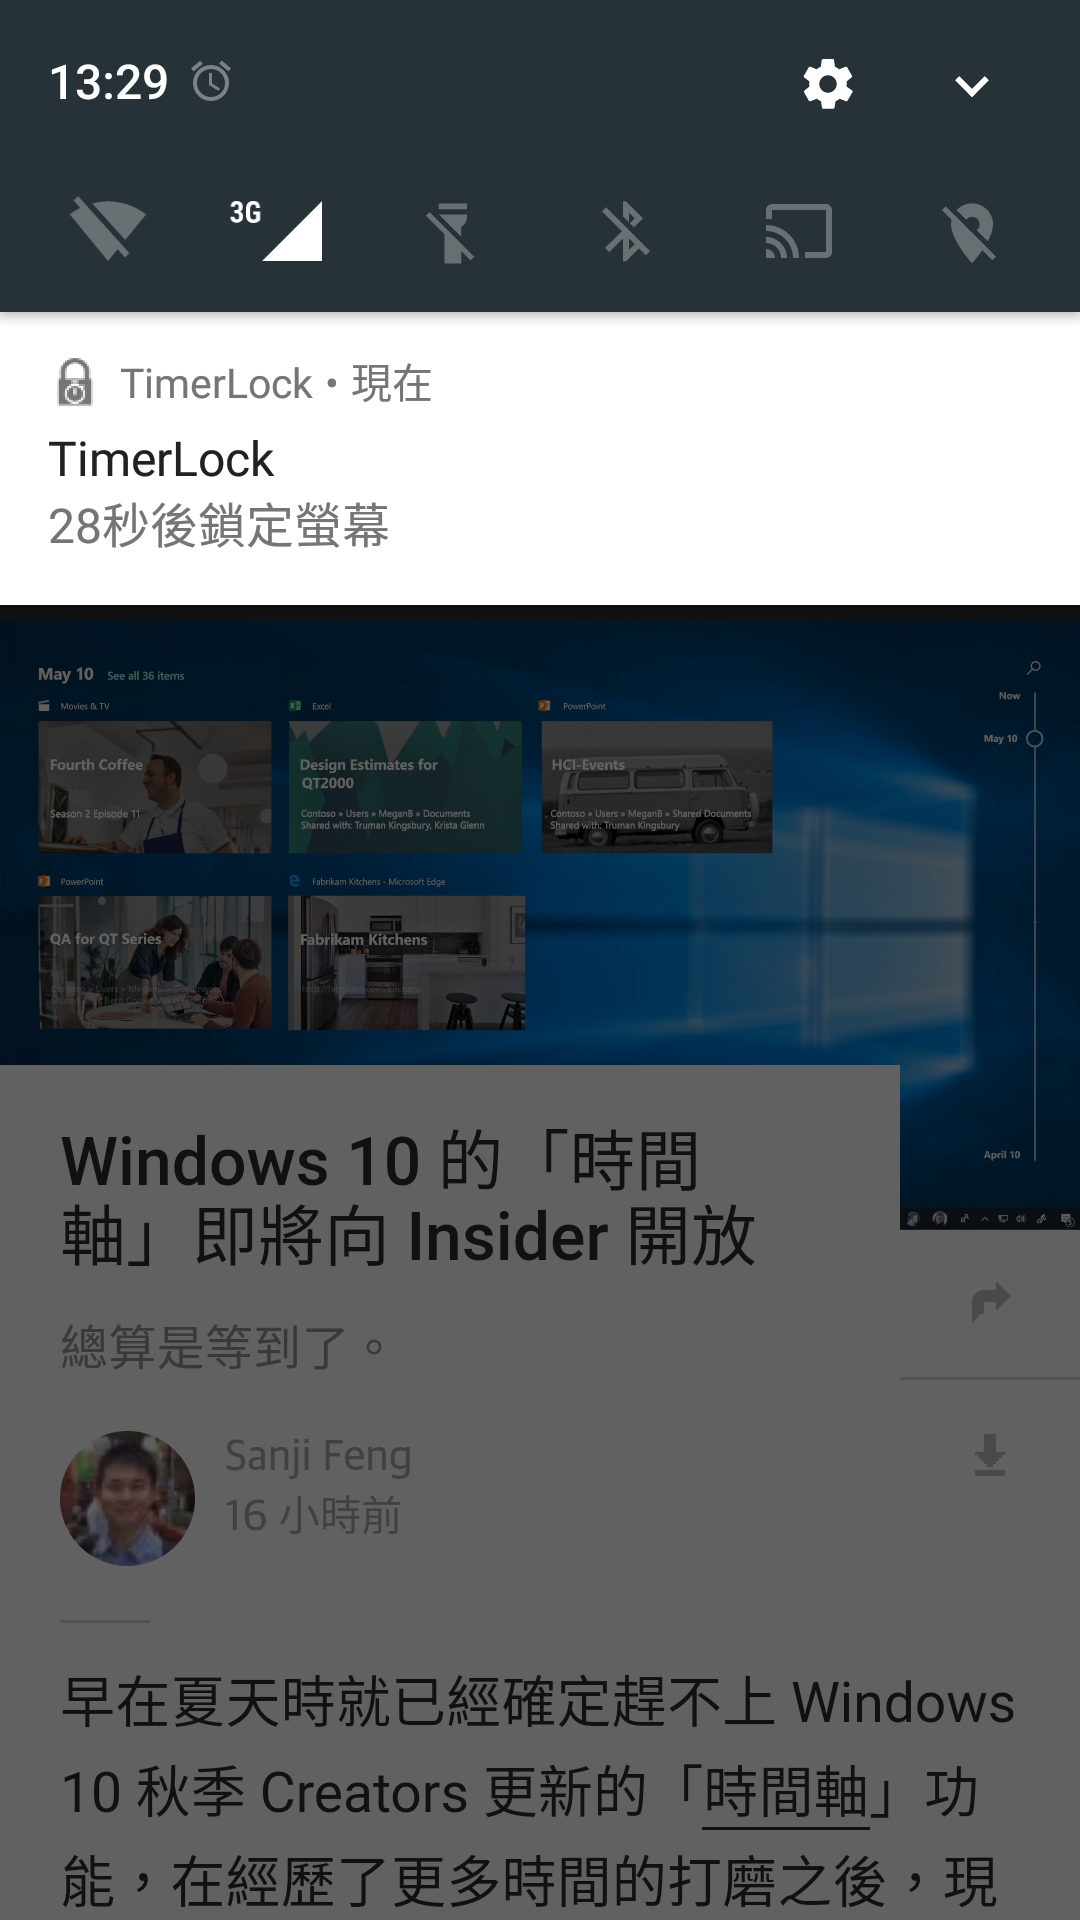 13:29
3G
TimerLock • 現在
TimerLock
28秒後鎖定螢幕
May 10 See all 36 items
Now
Movies & TV
Excel
PowerPoint
May 10
Fourth Coffee
Season 2 Episode 11
Design Estimates for
QT2000
Contoso » Users » MeganB » Documents
Shared with: Truman Kingsbury, Krista Glenn
HCI-Events
Contoso » Users » MeganB » Shared Documents
Shared with: Truman Kingsbury
PowerPoint
Fabrikam Kitchens - Microsoft Edge
QA for QT Series
Fabrikam Kitchens
April 10
Windows 10 的「時間
軸」即將向 Insider 開放
總算是等到了。
Sanji Feng
16 小時前
早在夏天時就已經確定趕不上 Windows
10 秋季 Creators 更新的「時間軸」功
能，在經歷了更多時間的打磨之後，現